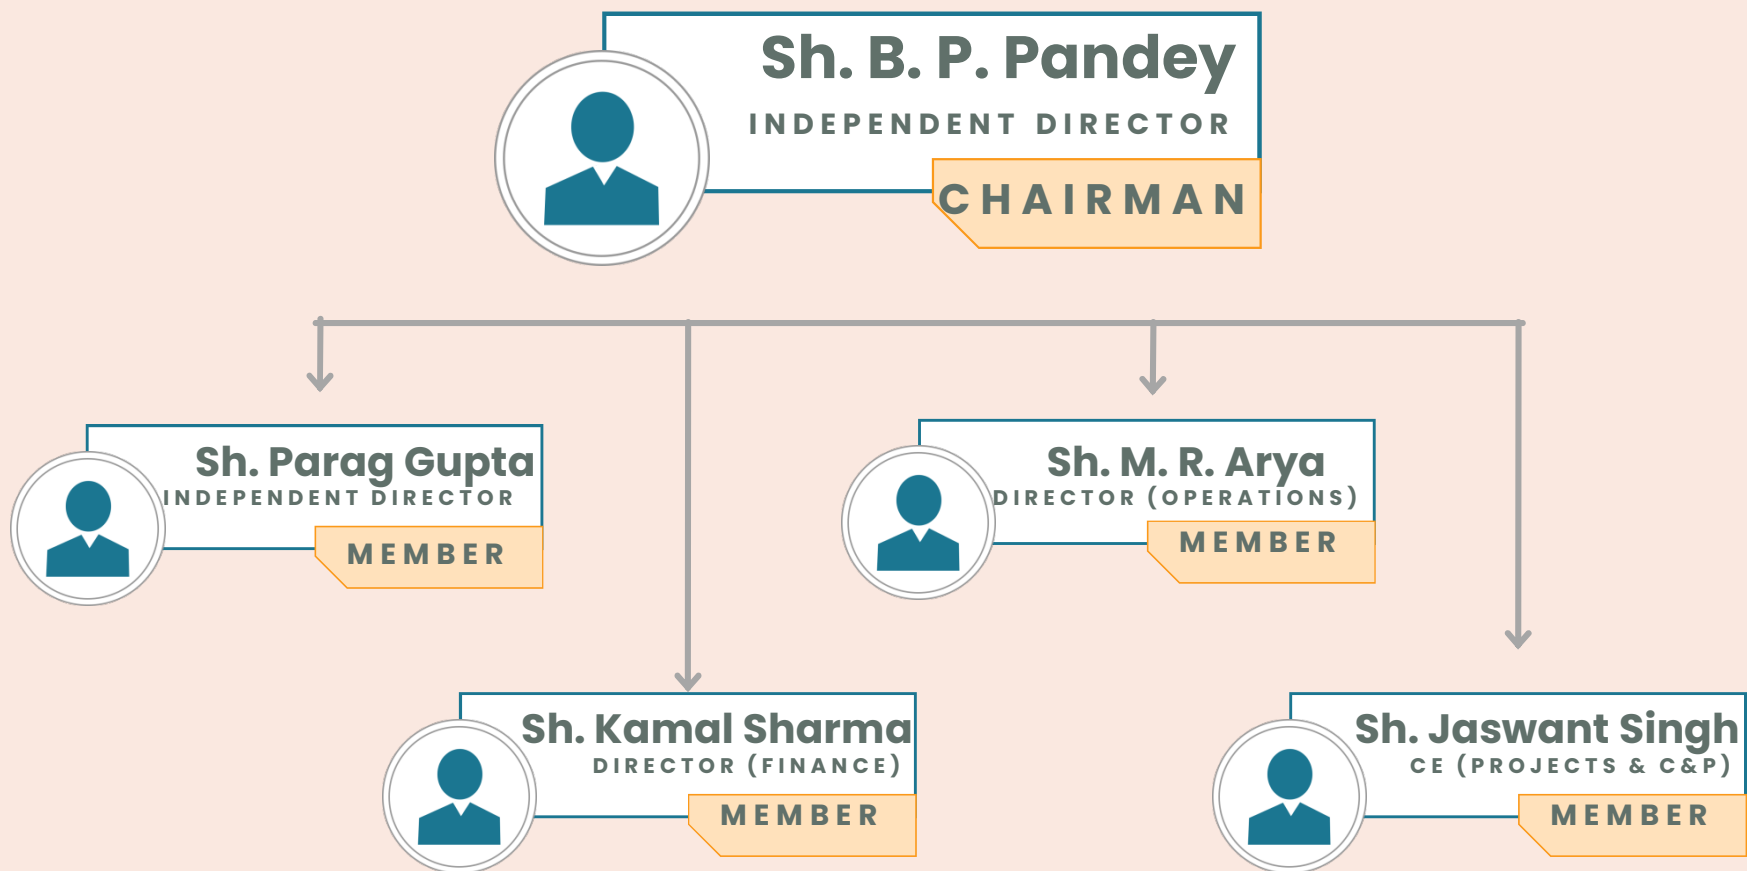 Sh. B. P. Pandey
INDEPENDENT DIRECTOR
CHAIRMAN
Sh. Parag Gupta
INDEPENDENT DIRECTOR
MEMBER
Sh. M. R. Arya
DIRECTOR (OPERATIONS)
MEMBER
Sh. Kamal Sharma
DIRECTOR (FINANCE)
MEMBER
Sh. Jaswant Singh
CE (PROJECTS & C&P)
MEMBER